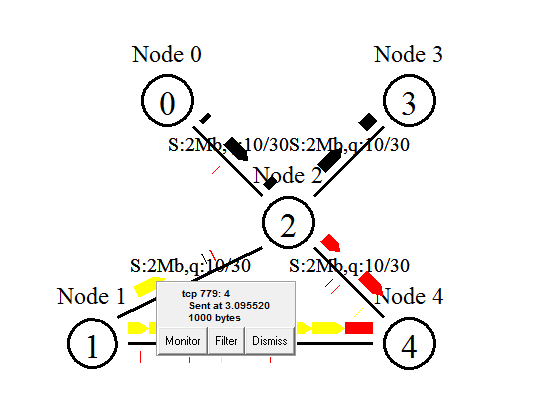 Node 0
Node 3
0
3
S:2Mb,q:10/30
S:2Mb,q:10/30
Node 2
2
S:2Mb,q:10/30
S:2Mb,q:10/30
Node 1
Node 4
tcp 779: 4
Sent at 3.095520
1000 bytes
Monitor Filter Dismiss
1
4